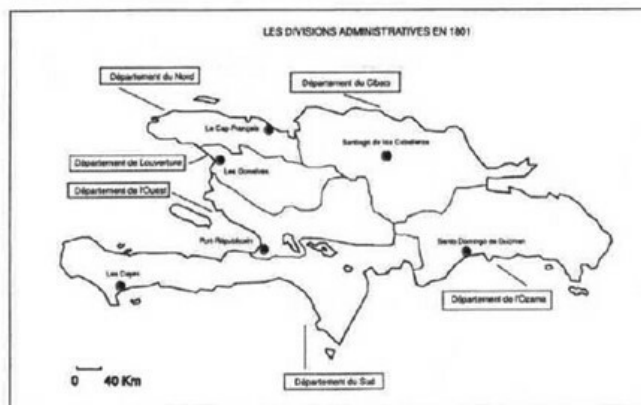 LES DIVISIONS ADMINISTRATIVES EN 1801
Département du Nord
Département du Cibao
Le Cap Français
Santiago de los Caballeros
Département de Louverture
Les Gonaïves
Département de l'Ouest
Port Républicain
Santo Domingo de Guzman
Les Cayes
Département de l'Ozama
0 40 Km
Département du Sud